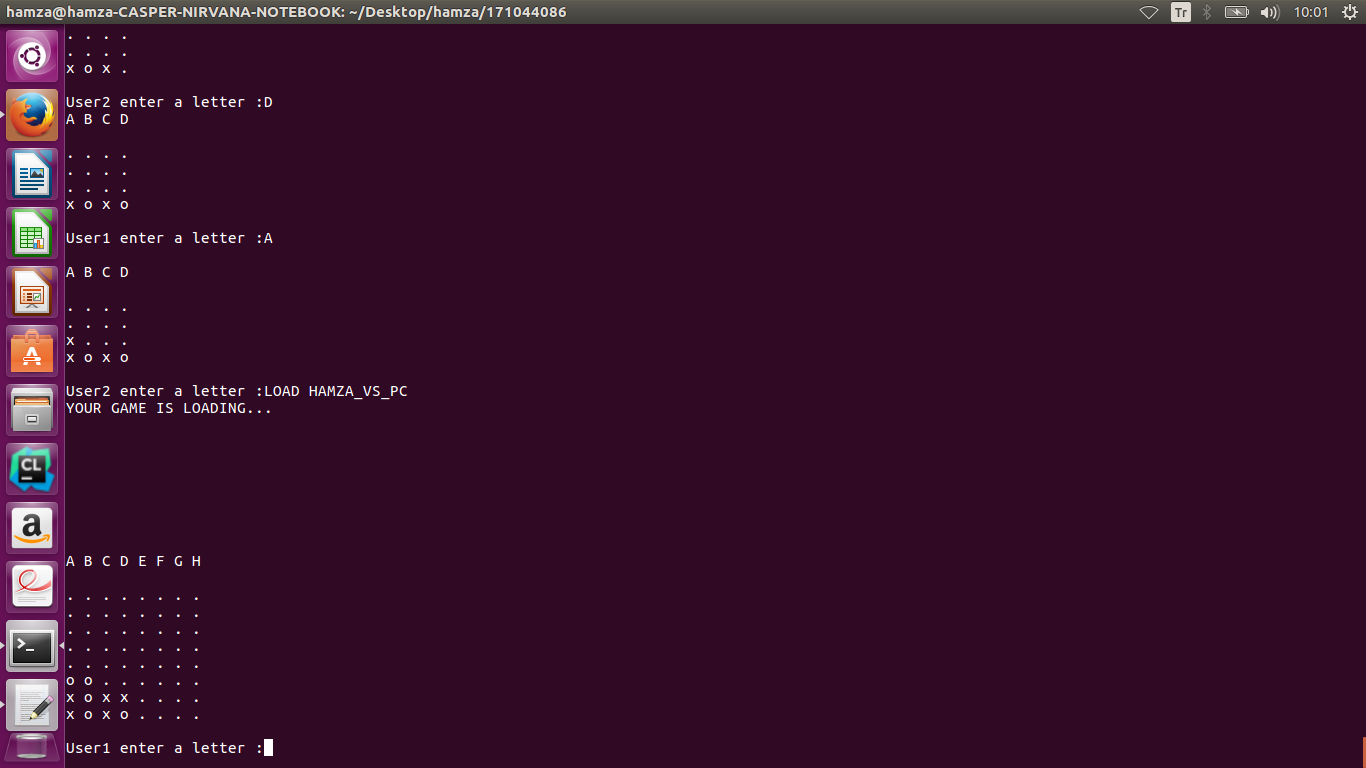 hamza@hamza-CASPER-NIRVANA-NOTEBOOK: ~/Desktop/hamza/171044086 Tr 10:01
. . . .
. . . .
x o x .
User2 enter a letter :D
A B C D
. . . .
. . . .
. . . .
x o x o
User1 enter a letter :A
A B C D
. . . .
. . . .
x . . .
x o x o
User2 enter a letter :LOAD HAMZA_VS_PC
YOUR GAME IS LOADING...
A B C D E F G H
. . . . . . . .
. . . . . . . .
. . . . . . . .
. . . . . . . .
. . . . . . . .
o o . . . . . .
x o x x . . . .
x o x o . . . .
User1 enter a letter :
CL
a
>_